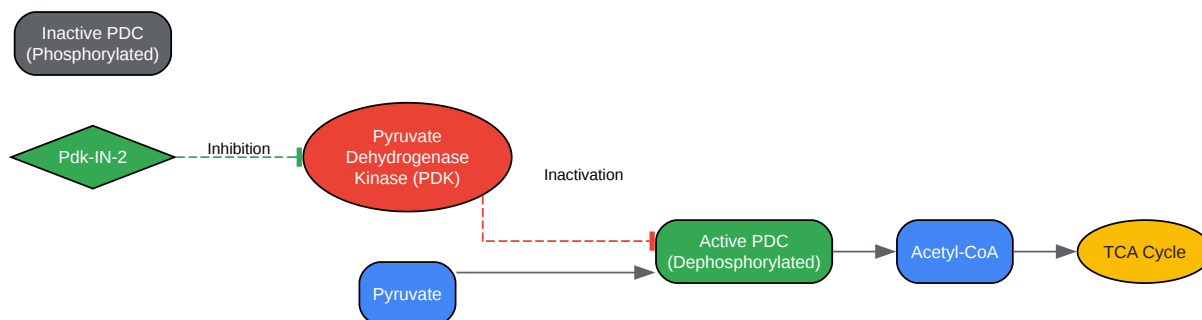 Inactive PDC
(Phosphorylated)
Pdk-IN-2
Inhibition
Pyruvate
Dehydrogenase
Kinase (PDK)
Inactivation
Active PDC
(Dephosphorylated)
Acetyl-CoA
TCA Cycle
Pyruvate